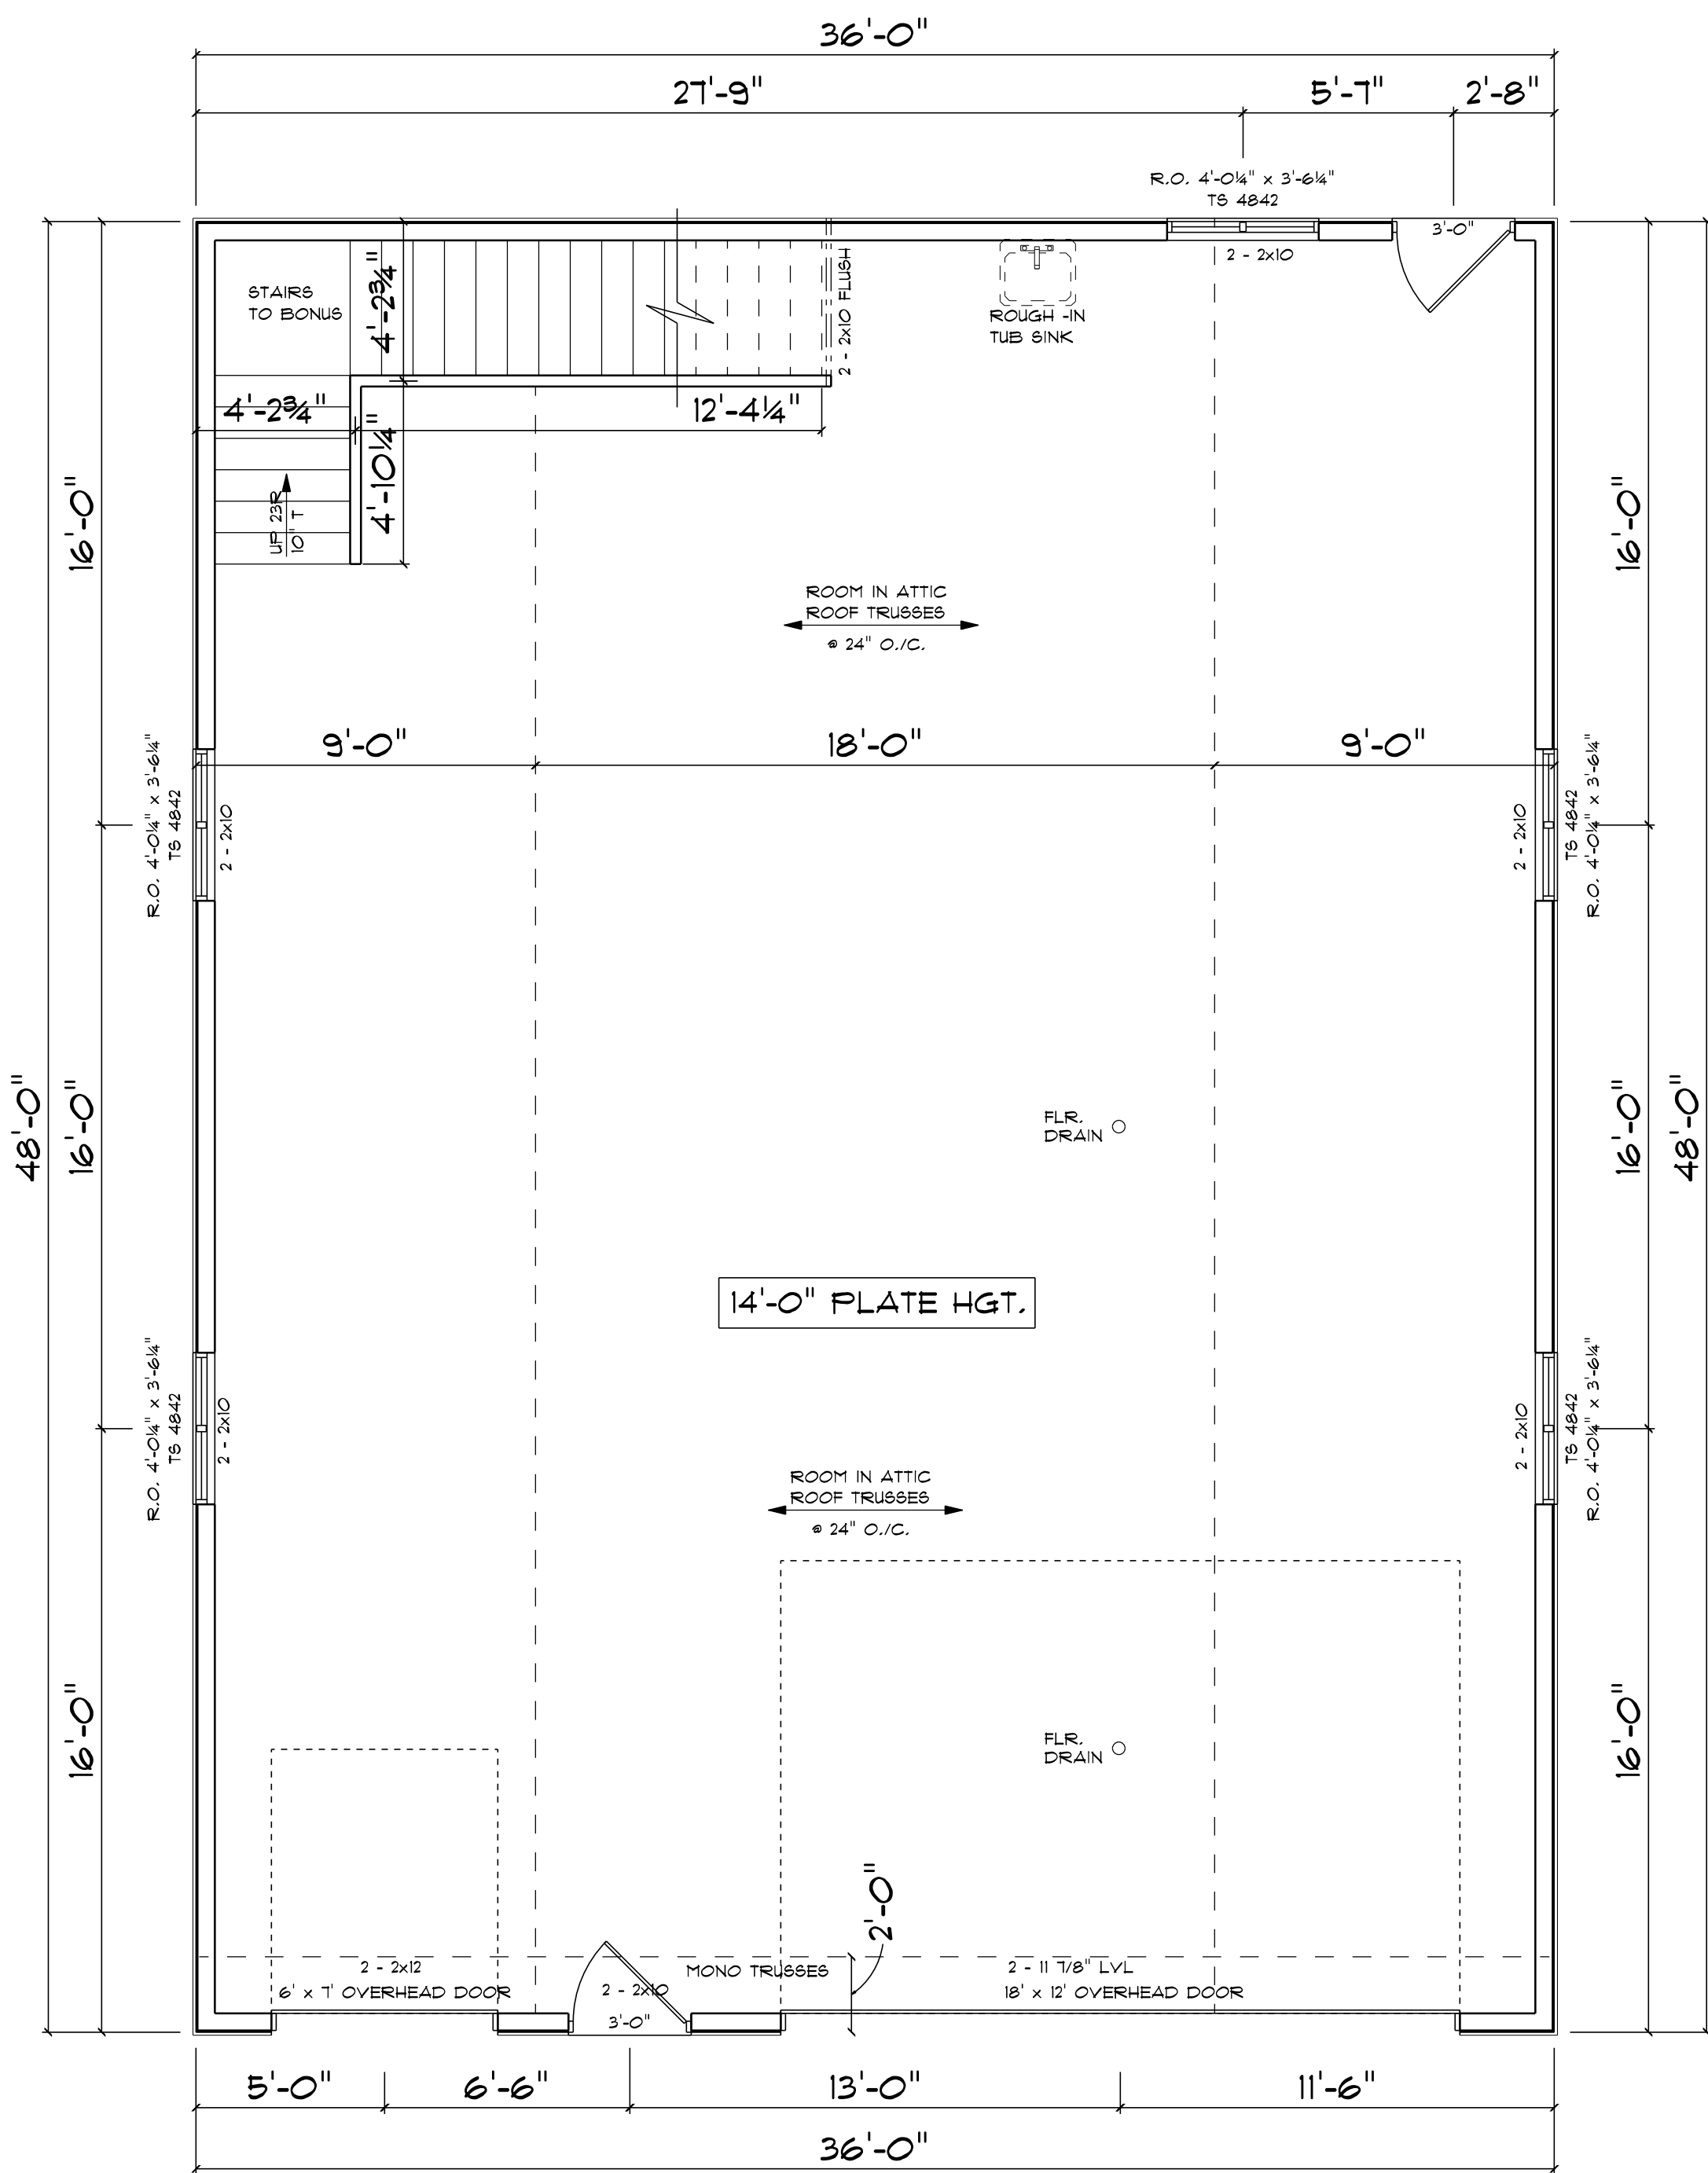 36'-0"
27'-9"
5'-7"
2'-8"
R.O. 4'-0¼" x 3'-6¼"
TS 4842
2 - 2x10
3'-0"
STAIRS
TO BONUS
4'-2¾"
2 - 2x10 FLUSH
ROUGH -IN
TUB SINK
4'-2¾"
12'-4¼"
4'-10¼"
UP 23R
10" T
16'-0"
16'-0"
ROOM IN ATTIC
ROOF TRUSSES
@ 24" O./C.
9'-0"
18'-0"
9'-0"
R.O. 4'-0¼" x 3'-6¼"
TS 4842
2 - 2x10
2 - 2x10
TS 4842
R.O. 4'-0¼" x 3'-6¼"
48'-0"
16'-0"
FLR.
DRAIN
16'-0"
48'-0"
14'-0" PLATE HGT.
R.O. 4'-0¼" x 3'-6¼"
TS 4842
2 - 2x10
2 - 2x10
TS 4842
R.O. 4'-0¼" x 3'-6¼"
ROOM IN ATTIC
ROOF TRUSSES
@ 24" O./C.
16'-0"
FLR.
DRAIN
16'-0"
2'-0"
2 - 2x12
6' x 7' OVERHEAD DOOR
2 - 2x10
3'-0"
MONO TRUSSES
2 - 11 7/8" LVL
18' x 12' OVERHEAD DOOR
5'-0"
6'-6"
13'-0"
11'-6"
36'-0"